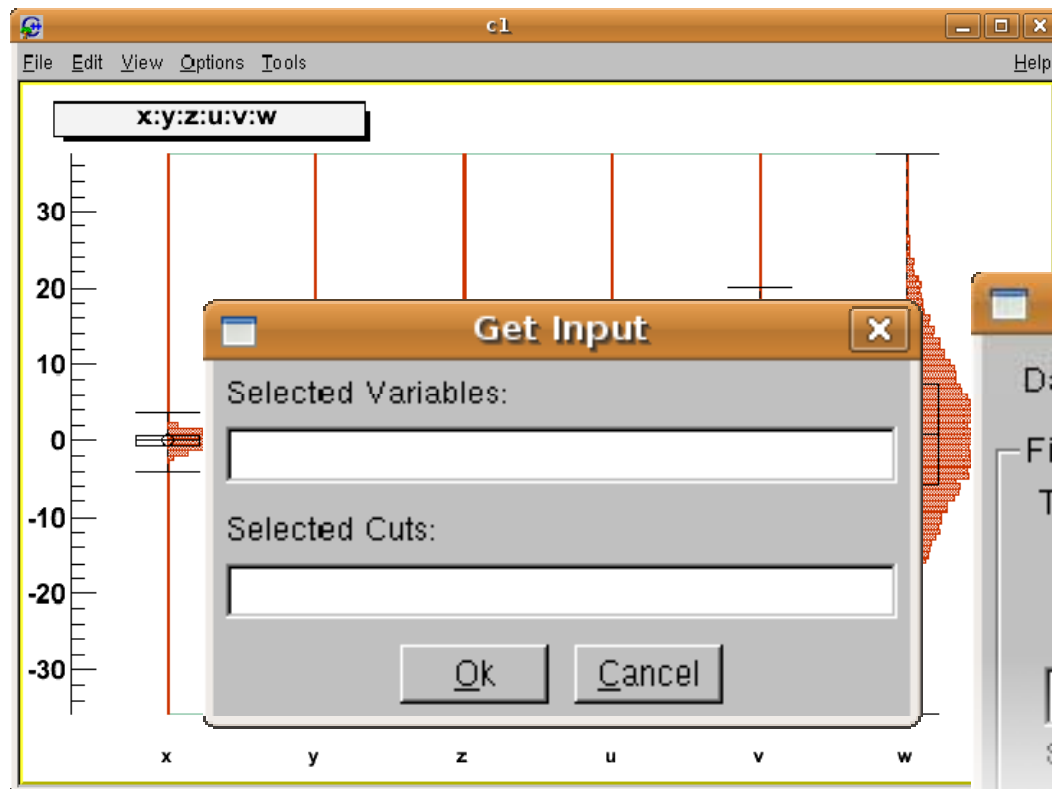 c1
File Edit View Options Tools Help
x:y:z:u:v:w
30
20
10
0
-10
-20
-30
x y z u v w
Get Input
Selected Variables:
Selected Cuts:
Ok Cancel